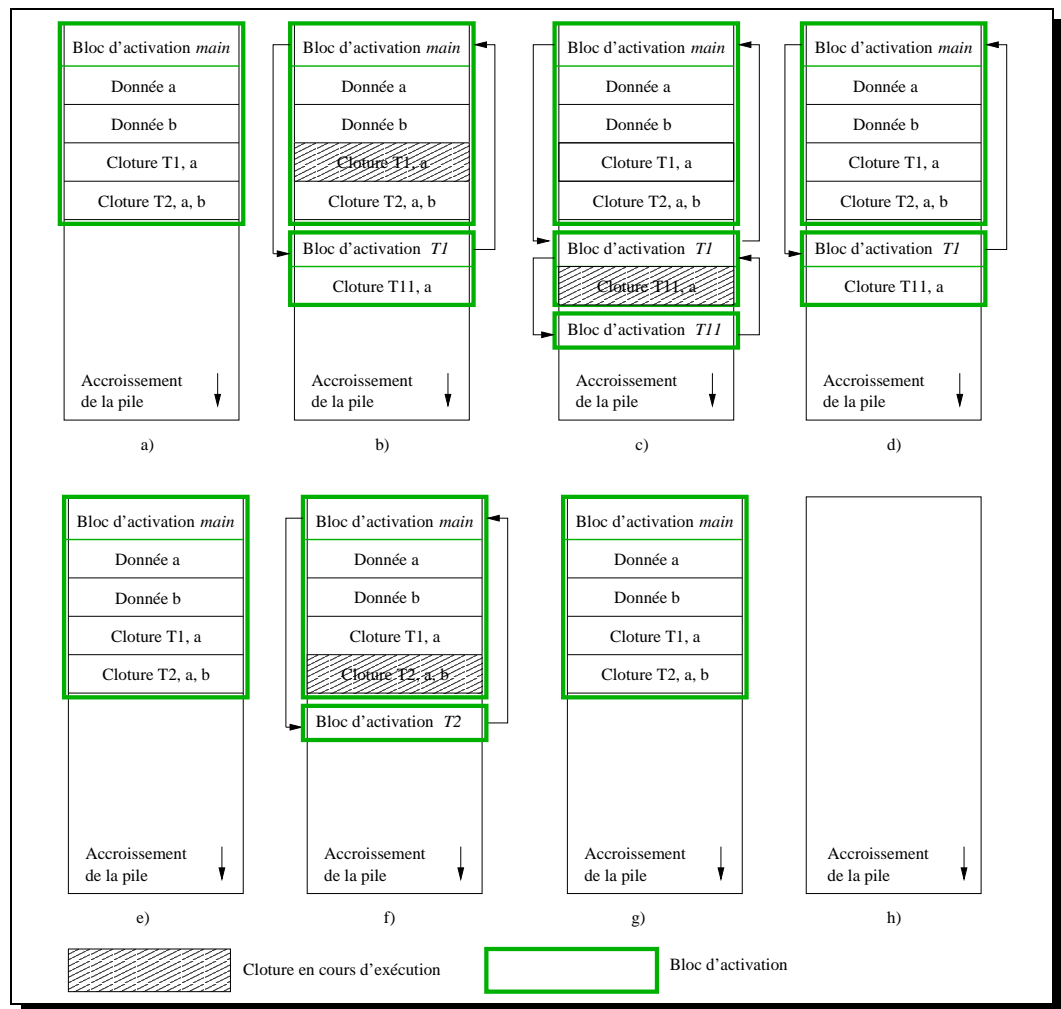 Bloc d'activation main
Donnée a
Donnée b
Cloture T1, a
Cloture T2, a, b
Accroissement
de la pile
a)
Bloc d'activation main
Donnée a
Donnée b
Cloture T1, a
Cloture T2, a, b
Bloc d'activation T1
Cloture T11, a
Accroissement
de la pile
b)
Bloc d'activation main
Donnée a
Donnée b
Cloture T1, a
Cloture T2, a, b
Bloc d'activation T1
Cloture T11, a
Bloc d'activation T11
Accroissement
de la pile
c)
Bloc d'activation main
Donnée a
Donnée b
Cloture T1, a
Cloture T2, a, b
Bloc d'activation T1
Cloture T11, a
Accroissement
de la pile
d)
Bloc d'activation main
Donnée a
Donnée b
Cloture T1, a
Cloture T2, a, b
Accroissement
de la pile
e)
Bloc d'activation main
Donnée a
Donnée b
Cloture T1, a
Cloture T2, a, b
Bloc d'activation T2
Accroissement
de la pile
f)
Bloc d'activation main
Donnée a
Donnée b
Cloture T1, a
Cloture T2, a, b
Accroissement
de la pile
g)
Accroissement
de la pile
h)
Cloture en cours d'exécution
Bloc d'activation